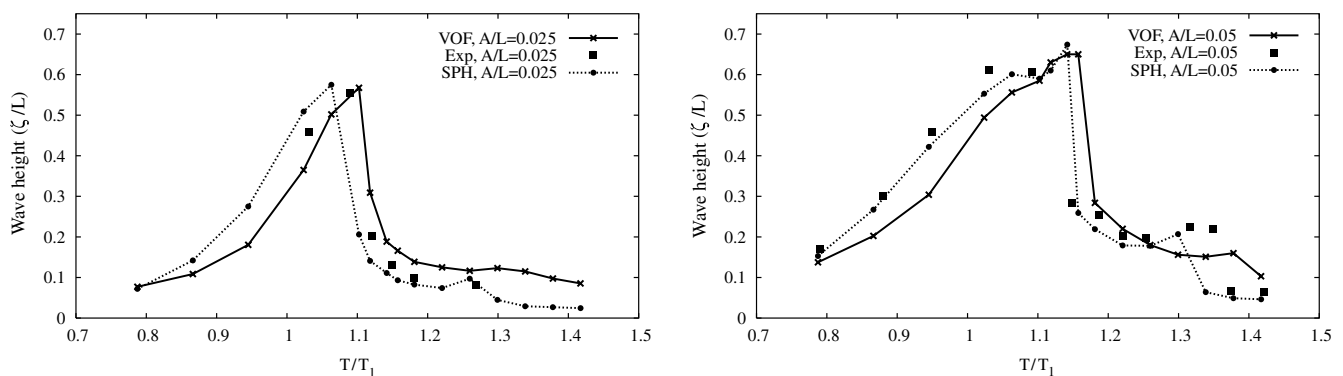 0.7
0.6
0.5
0.4
0.3
0.2
0.1
0
Wave height (ζ /L)
VOF, A/L=0.025
Exp, A/L=0.025
SPH, A/L=0.025
0.7 0.8 0.9 1 1.1 1.2 1.3 1.4 1.5
T/T1
0.7
0.6
0.5
0.4
0.3
0.2
0.1
0
Wave height (ζ /L)
VOF, A/L=0.05
Exp, A/L=0.05
SPH, A/L=0.05
0.7 0.8 0.9 1 1.1 1.2 1.3 1.4 1.5
T/T1